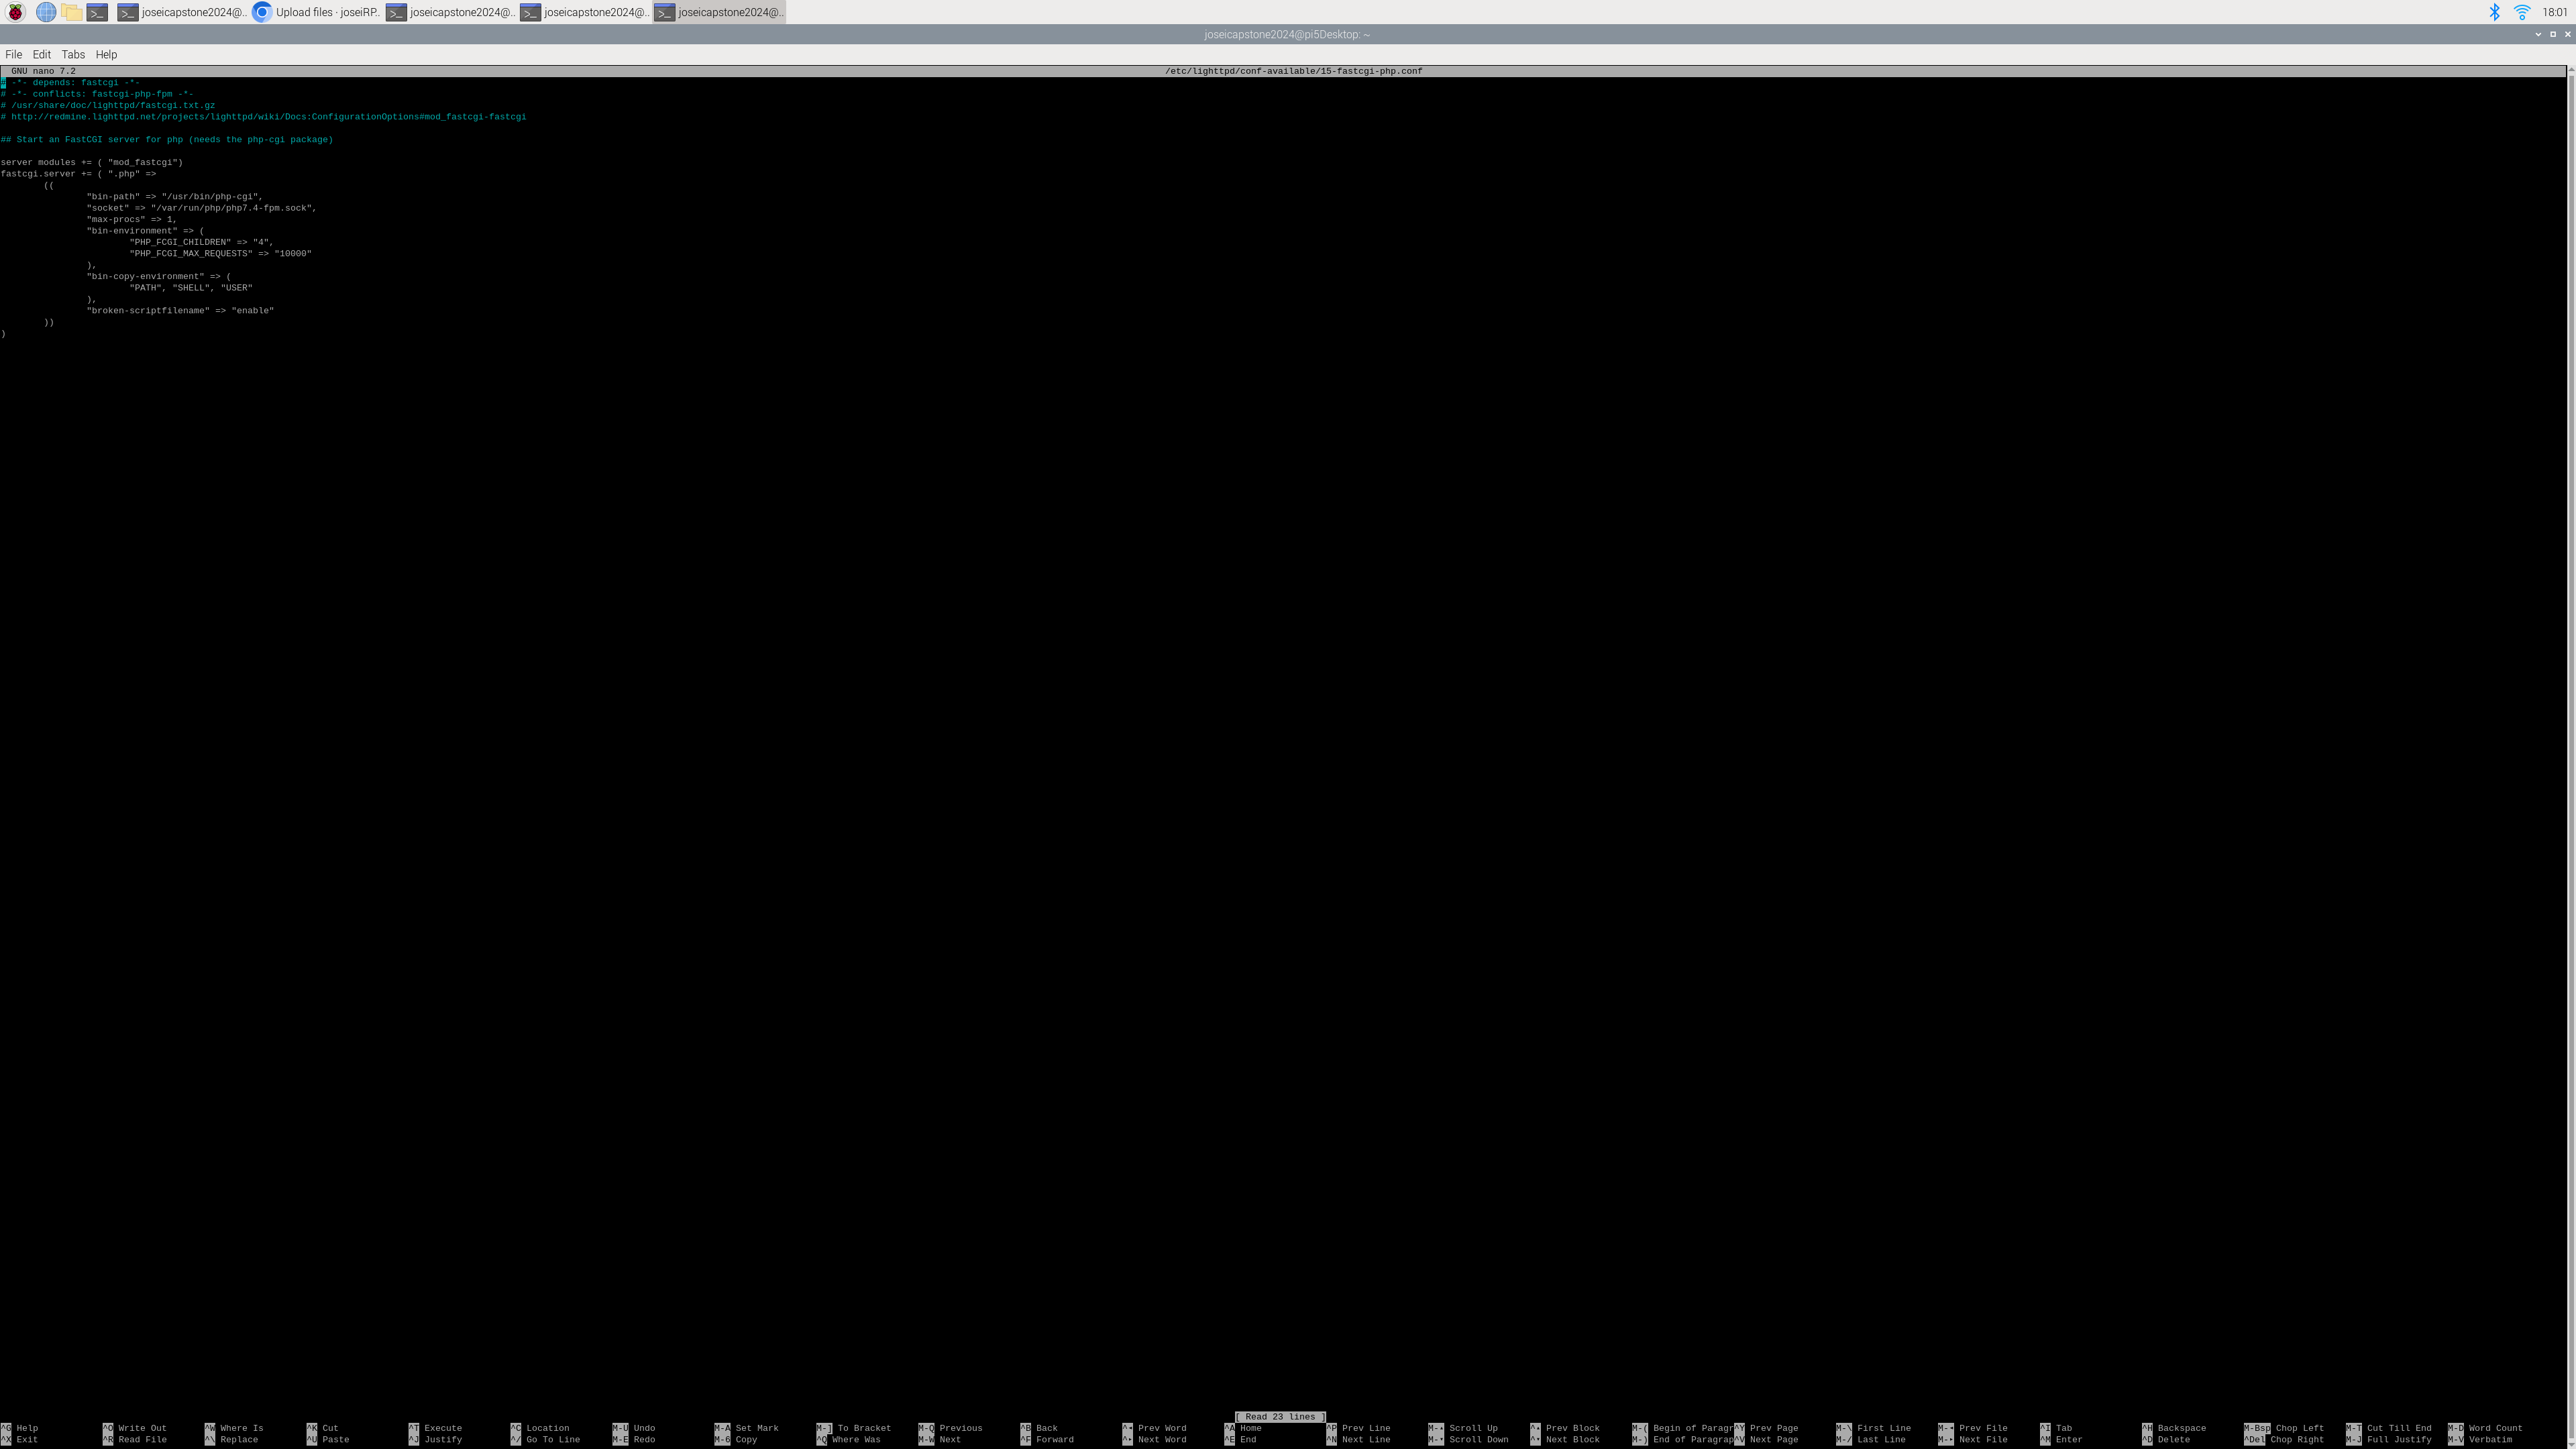 joseicapstone2024@.. Upload files · joseiRP.. joseicapstone2024@.. joseicapstone2024@.. joseicapstone2024@.. 18:01
joseicapstone2024@pi5Desktop: ~
File Edit Tabs Help
GNU nano 7.2 /etc/lighttpd/conf-available/15-fastcgi-php.conf
# -*- depends: fastcgi -*-
# -*- conflicts: fastcgi-php-fpm -*-
# /usr/share/doc/lighttpd/fastcgi.txt.gz
# http://redmine.lighttpd.net/projects/lighttpd/wiki/Docs:ConfigurationOptions#mod_fastcgi-fastcgi
## Start an FastCGI server for php (needs the php-cgi package)
server modules += ( "mod_fastcgi")
fastcgi.server += ( ".php" =>
((
"bin-path" => "/usr/bin/php-cgi",
"socket" => "/var/run/php/php7.4-fpm.sock",
"max-procs" => 1,
"bin-environment" => (
"PHP_FCGI_CHILDREN" => "4",
"PHP_FCGI_MAX_REQUESTS" => "10000"
),
"bin-copy-environment" => (
"PATH", "SHELL", "USER"
),
"broken-scriptfilename" => "enable"
))
)
[ Read 23 lines ]
^G Help ^O Write Out ^W Where Is ^K Cut ^T Execute ^C Location M-U Undo M-A Set Mark M-] To Bracket M-Q Previous ^B Back ^◂ Prev Word ^A Home ^P Prev Line M-▴ Scroll Up ^▴ Prev Block M-( Begin of Paragr ^Y Prev Page M-\ First Line M-◂ Prev File ^I Tab ^H Backspace M-Bsp Chop Left M-T Cut Till End M-D Word Count
^X Exit ^R Read File ^\ Replace ^U Paste ^J Justify ^/ Go To Line M-E Redo M-6 Copy ^Q Where Was M-W Next ^F Forward ^▸ Next Word ^E End ^N Next Line M-▾ Scroll Down ^▾ Next Block M-) End of Paragrap ^V Next Page M-/ Last Line M-▸ Next File ^M Enter ^D Delete ^Del Chop Right M-J Full Justify M-V Verbatim